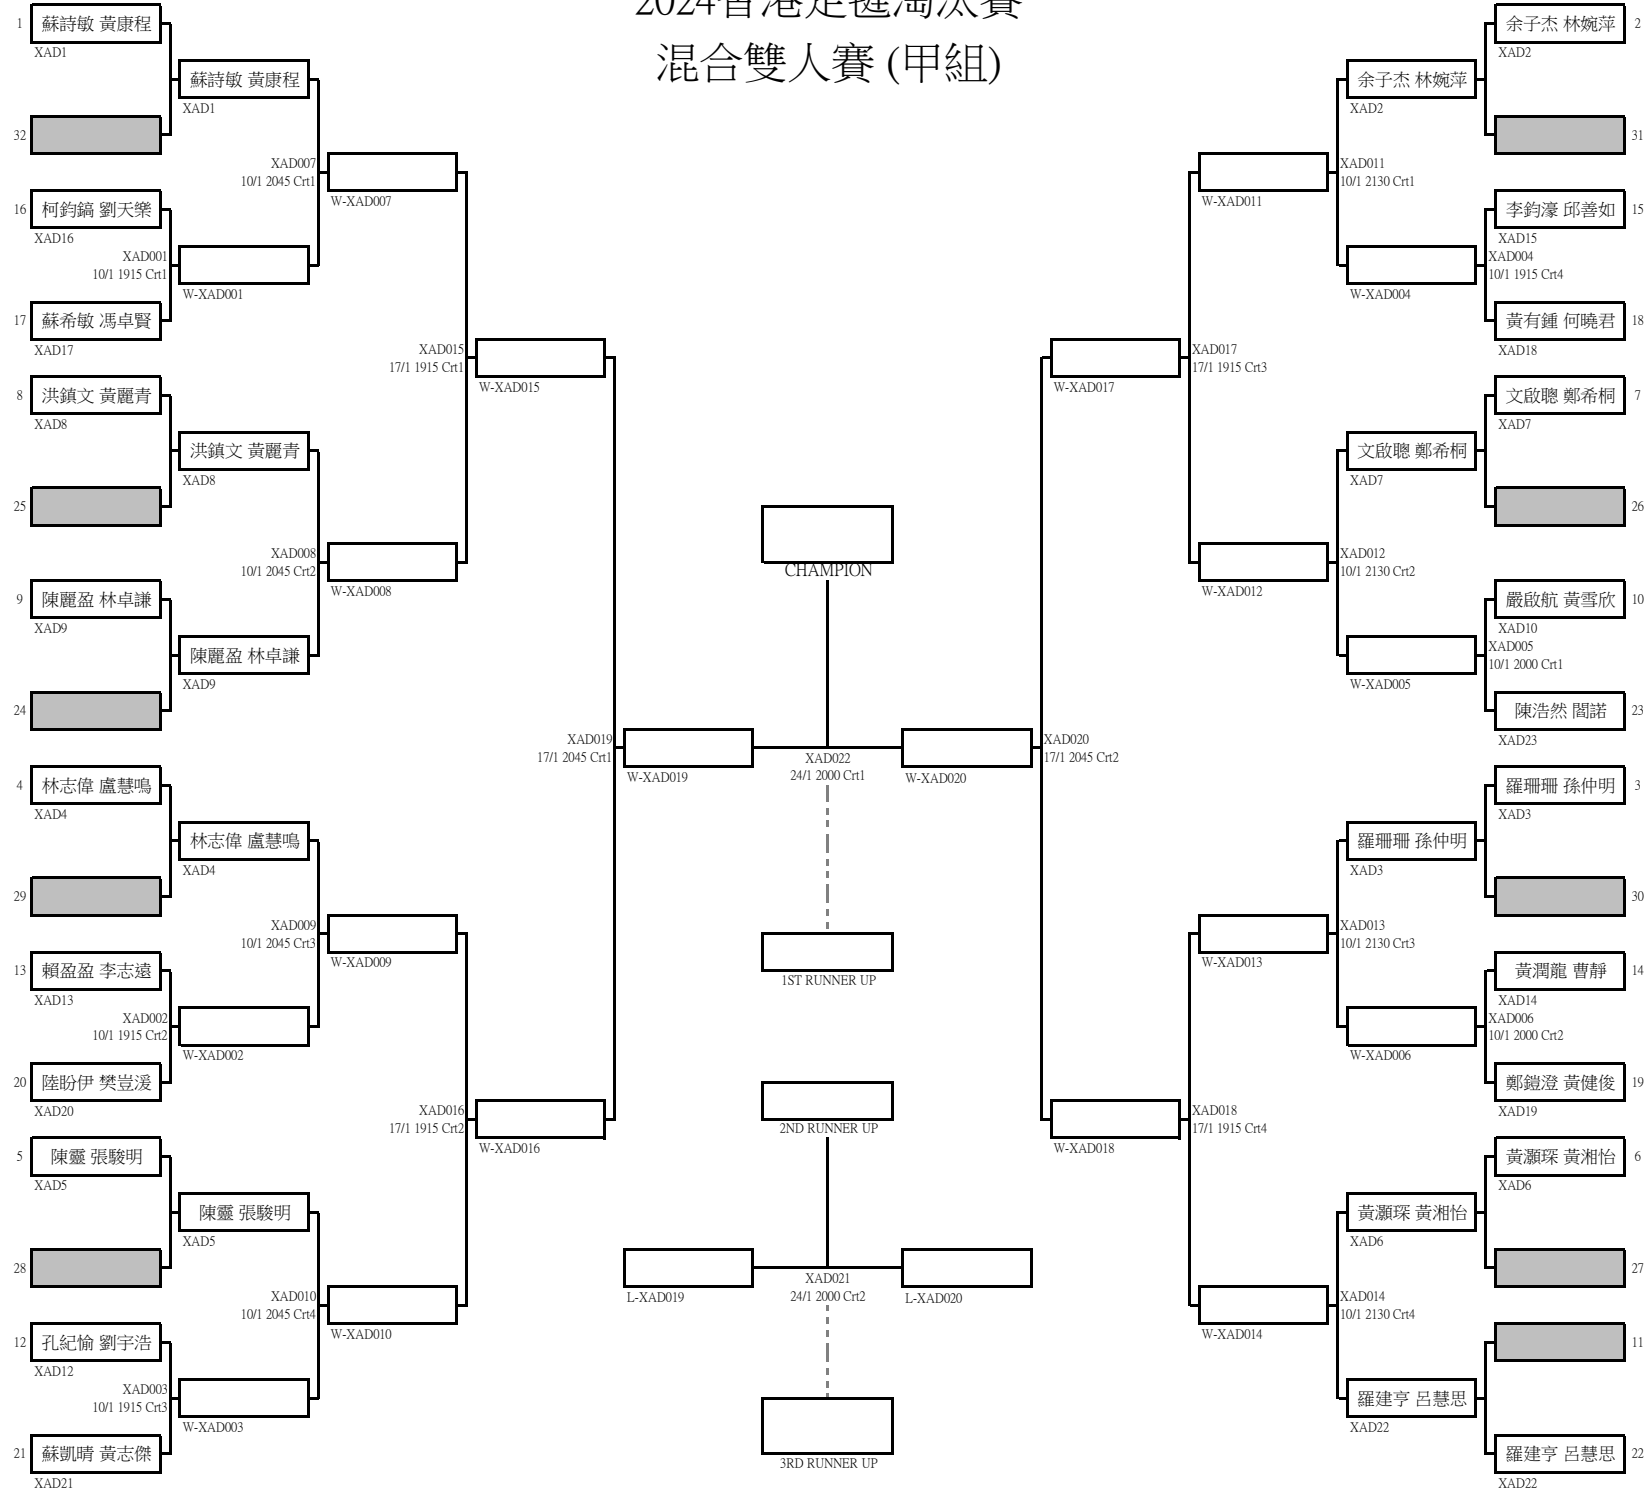 2024香港足毽淘汰賽
混合雙人賽 (甲組)
1
蘇詩敏 黃康程
XAD1
32
蘇詩敏 黃康程
XAD1
16
柯鈞鎬 劉天樂
XAD16
XAD001
10/1 1915 Crt1
17
蘇希敏 馮卓賢
XAD17
W-XAD001
XAD007
10/1 2045 Crt1
W-XAD007
8
洪鎮文 黃麗青
XAD8
25
洪鎮文 黃麗青
XAD8
9
陳麗盈 林卓謙
XAD9
24
陳麗盈 林卓謙
XAD9
XAD008
10/1 2045 Crt2
W-XAD008
XAD015
17/1 1915 Crt1
W-XAD015
4
林志偉 盧慧鳴
XAD4
29
林志偉 盧慧鳴
XAD4
13
賴盈盈 李志遠
XAD13
XAD002
10/1 1915 Crt2
20
陸盼伊 樊豈湲
XAD20
W-XAD002
XAD009
10/1 2045 Crt3
W-XAD009
5
陳靈 張駿明
XAD5
28
陳靈 張駿明
XAD5
12
孔紀愉 劉宇浩
XAD12
XAD003
10/1 1915 Crt3
21
蘇凱晴 黃志傑
XAD21
W-XAD003
XAD010
10/1 2045 Crt4
W-XAD010
XAD016
17/1 1915 Crt2
W-XAD016
XAD019
17/1 2045 Crt1
W-XAD019
CHAMPION
XAD022
24/1 2000 Crt1
1ST RUNNER UP
2ND RUNNER UP
L-XAD019
XAD021
24/1 2000 Crt2
L-XAD020
3RD RUNNER UP
W-XAD020
XAD020
17/1 2045 Crt2
W-XAD017
XAD017
17/1 1915 Crt3
W-XAD011
XAD011
10/1 2130 Crt1
余子杰 林婉萍
XAD2
余子杰 林婉萍
2
XAD2
31
李鈞濠 邱善如
15
XAD15
XAD004
10/1 1915 Crt4
W-XAD004
黃有鍾 何曉君
18
XAD18
W-XAD012
XAD012
10/1 2130 Crt2
文啟聰 鄭希桐
XAD7
文啟聰 鄭希桐
7
XAD7
26
嚴啟航 黃雪欣
10
XAD10
XAD005
10/1 2000 Crt1
W-XAD005
陳浩然 閻諾
23
XAD23
W-XAD018
XAD018
17/1 1915 Crt4
W-XAD013
XAD013
10/1 2130 Crt3
羅珊珊 孫仲明
XAD3
羅珊珊 孫仲明
3
XAD3
30
黃潤龍 曹靜
14
XAD14
XAD006
10/1 2000 Crt2
W-XAD006
鄭鎧澄 黃健俊
19
XAD19
W-XAD014
XAD014
10/1 2130 Crt4
黃灝琛 黃湘怡
XAD6
黃灝琛 黃湘怡
6
XAD6
27
11
羅建亨 呂慧思
XAD22
羅建亨 呂慧思
22
XAD22